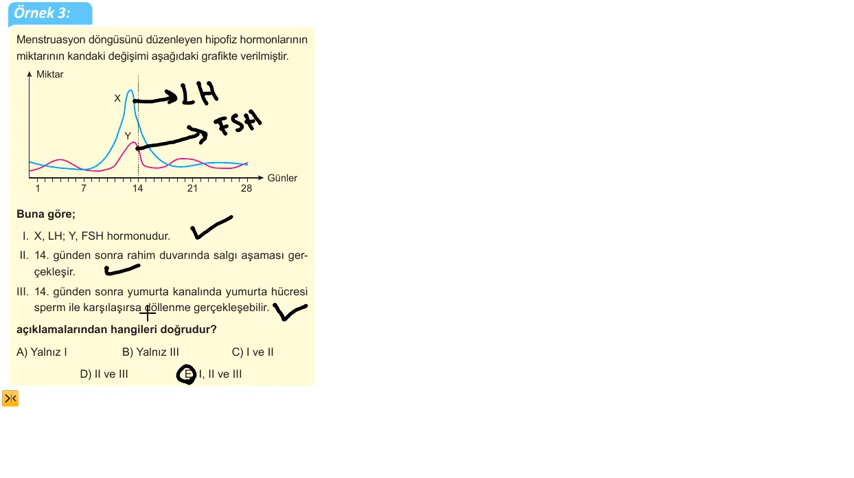 Örnek 3:
Menstruasyon döngüsünü düzenleyen hipofiz hormonlarının
miktarının kandaki değişimi aşağıdaki grafikte verilmiştir.
Miktar
X
LH
Y
FSH
Günler
1 7 14 21 28
Buna göre;
I. X, LH; Y, FSH hormonudur.
II. 14. günden sonra rahim duvarında salgı aşaması ger-
çekleşir.
III. 14. günden sonra yumurta kanalında yumurta hücresi
sperm ile karşılaşırsa döllenme gerçekleşebilir.
açıklamalarından hangileri doğrudur?
A) Yalnız I B) Yalnız III C) I ve II
D) II ve III E) I, II ve III